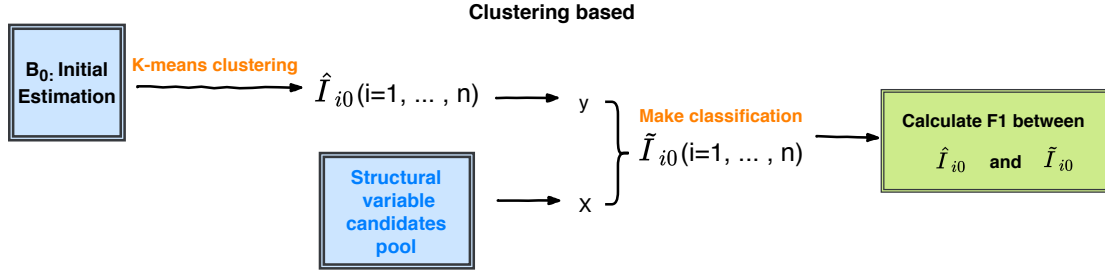 Clustering based
B₀: Initial
Estimation
K-means clustering
Î i0 (i=1, ... , n)
y
Make classification
Ĩ i0 (i=1, ... , n)
Structural
variable
candidates
pool
x
Calculate F1 between
Î i0 and Ĩ i0